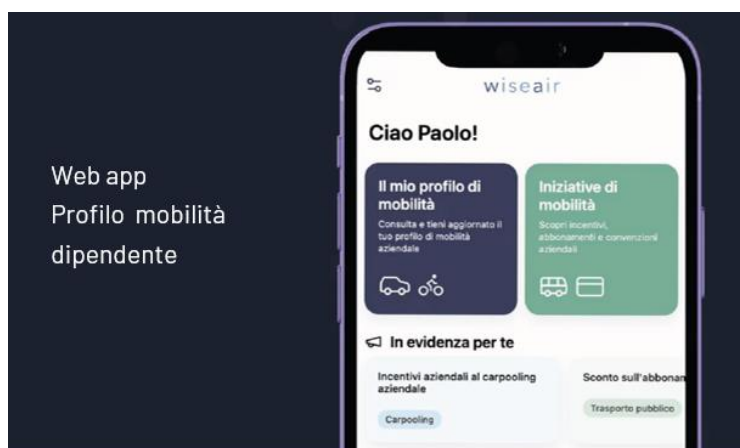 Web app
Profilo mobilità
dipendente
wiseair
Ciao Paolo!
Il mio profilo di
mobilità
Consulta e tieni aggiornato il
tuo profilo di mobilità
aziendale
Iniziative di
mobilità
Scopri incentivi,
abbonamenti e convenzioni
aziendali
In evidenza per te
Incentivi aziendali al carpooling
aziendale
Carpooling
Sconto sull'abbonam
Trasporto pubblico